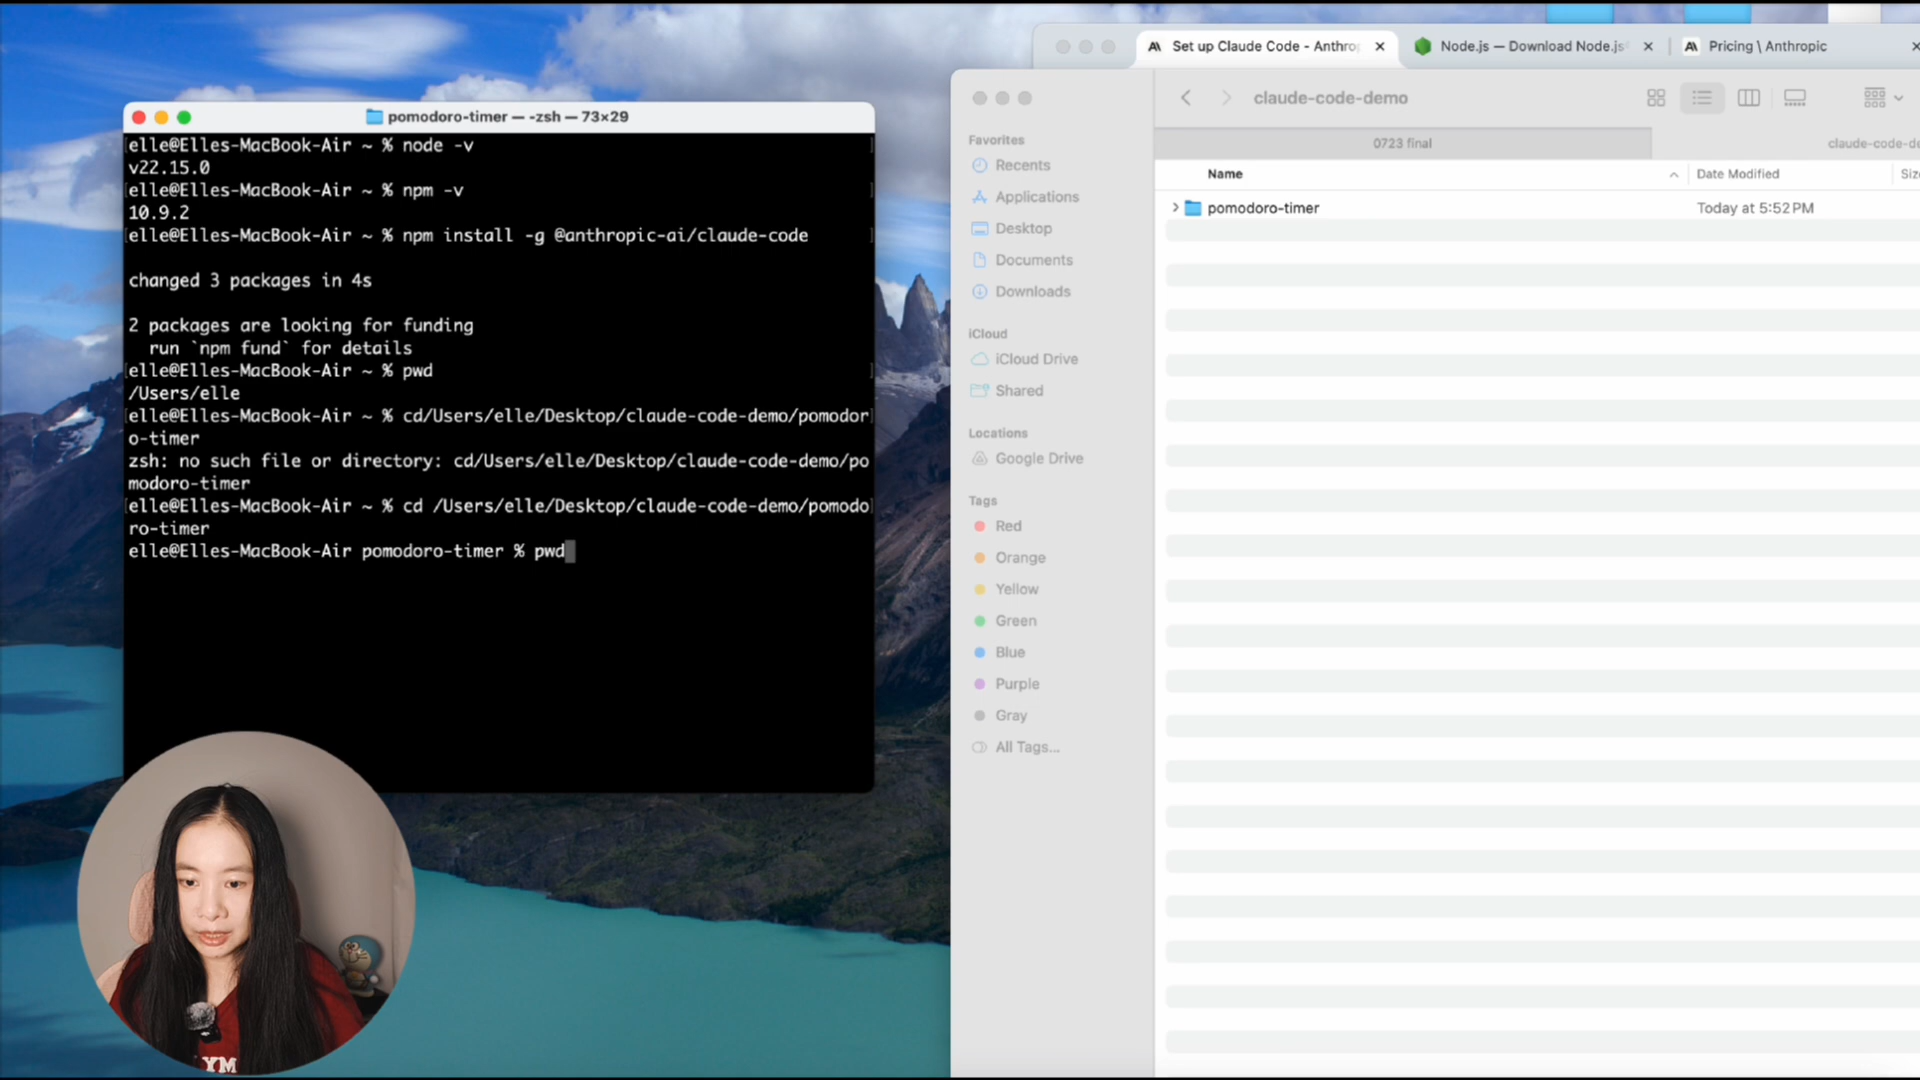 pomodoro-timer — -zsh — 73×29
elle@Elles-MacBook-Air ~ % node -v
v22.15.0
elle@Elles-MacBook-Air ~ % npm -v
10.9.2
elle@Elles-MacBook-Air ~ % npm install -g @anthropic-ai/claude-code
changed 3 packages in 4s
2 packages are looking for funding
run `npm fund` for details
elle@Elles-MacBook-Air ~ % pwd
/Users/elle
elle@Elles-MacBook-Air ~ % cd/Users/elle/Desktop/claude-code-demo/pomodor
o-timer
zsh: no such file or directory: cd/Users/elle/Desktop/claude-code-demo/po
modoro-timer
elle@Elles-MacBook-Air ~ % cd /Users/elle/Desktop/claude-code-demo/pomodo
ro-timer
elle@Elles-MacBook-Air pomodoro-timer % pwd
Set up Claude Code - Anthro
Node.js — Download Node.js
Pricing \ Anthropic
claude-code-demo
0723 final
claude-code-de
Name
Date Modified
Siz
pomodoro-timer
Today at 5:52 PM
Favorites
Recents
Applications
Desktop
Documents
Downloads
iCloud
iCloud Drive
Shared
Locations
Google Drive
Tags
Red
Orange
Yellow
Green
Blue
Purple
Gray
All Tags...
YM